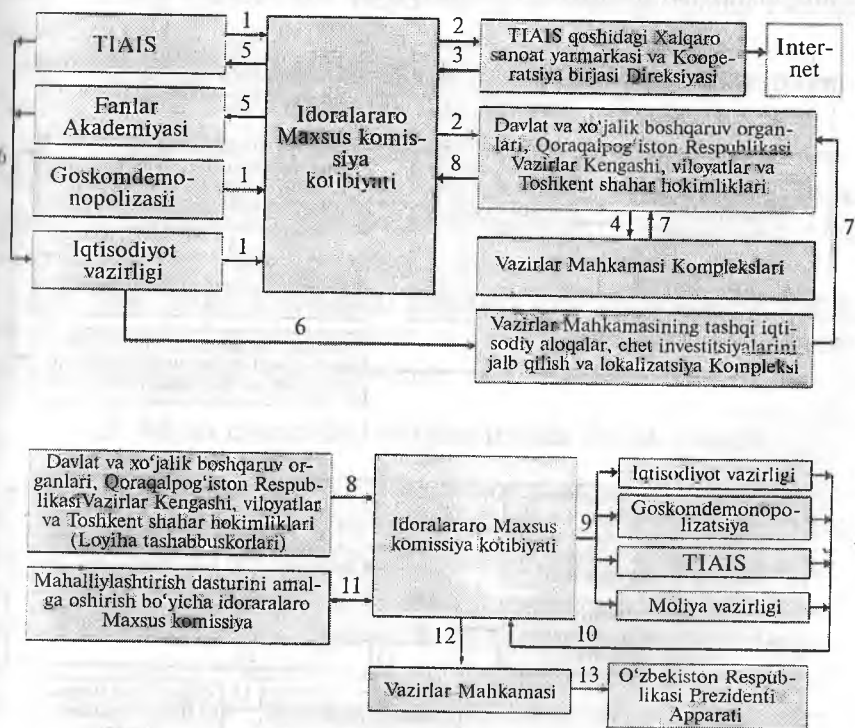 TIAIS
1
5
Fanlar
Akademiyasi
5
Goskomdemo-
nopolizasii
1
Iqtisodiyot
vazirligi
1
6
Idoralararo
Maxsus komis-
siya
kotibiyati
2
3
TIAIS qoshidagi Xalqaro
sanoat yarmarkasi va Koope-
ratsiya birjasi Direksiyasi
Inter-
net
2
8
Davlat va xo‘jalik boshqaruv organ-
lari, Qoraqalpog‘iston Respublikasi
Vazirlar Kengashi, viloyatlar va
Toshkent shahar hokimliklari
4
7
7
Vazirlar Mahkamasi Komplekslari
6
Vazirlar Mahkamasining tashqi iqti-
sodiy aloqalar, chet investitsiyalarini
jalb qilish va lokalizatsiya Kompleksi
Davlat va xo‘jalik boshqaruv or-
ganlari, Qoraqalpog‘iston Respub-
likasiVazirlar Kengashi, viloyatlar
va Toshkent shahar hokimliklari
(Loyiha tashabbuskorlari)
8
Mahalliylashtirish dasturini amal-
ga oshirish bo‘yicha idoraralaro
Maxsus komissiya
11
Idoralararo Maxsus
komissiya kotibiyati
9
Iqtisodiyot vazirligi
Goskomdemonopo-
lizatsiya
TIAIS
Moliya vazirligi
10
12
Vazirlar Mahkamasi
13
O‘zbekiston Respub-
likasi Prezidenti
Apparati